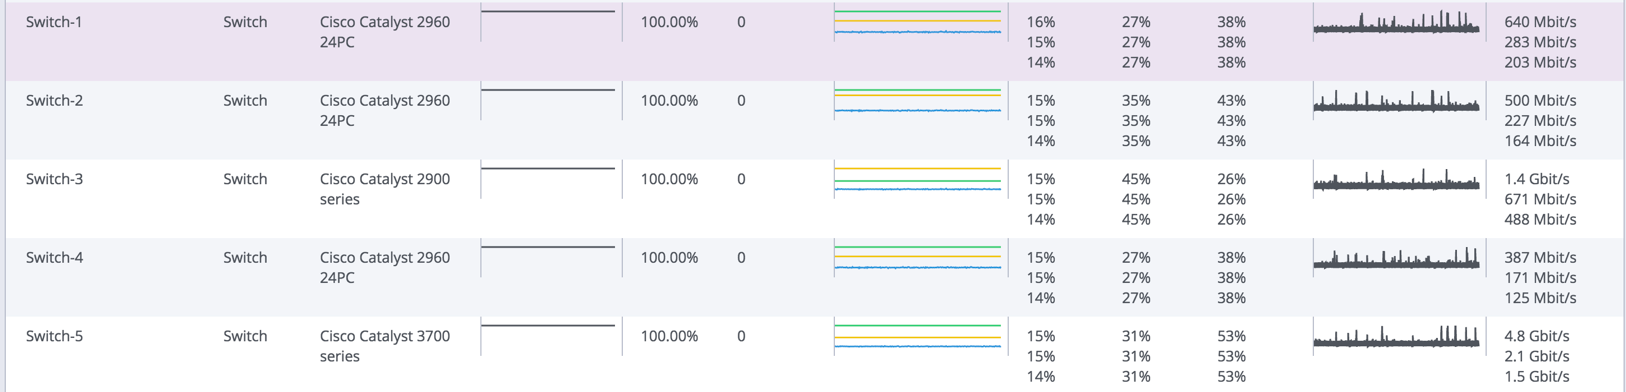 Switch-1 Switch Cisco Catalyst 2960 100.00% 0 16% 27% 38% 640 Mbit/s
24PC 15% 27% 38% 283 Mbit/s
14% 27% 38% 203 Mbit/s
Switch-2 Switch Cisco Catalyst 2960 100.00% 0 15% 35% 43% 500 Mbit/s
24PC 15% 35% 43% 227 Mbit/s
14% 35% 43% 164 Mbit/s
Switch-3 Switch Cisco Catalyst 2900 100.00% 0 15% 45% 26% 1.4 Gbit/s
series 15% 45% 26% 671 Mbit/s
14% 45% 26% 488 Mbit/s
Switch-4 Switch Cisco Catalyst 2960 100.00% 0 15% 27% 38% 387 Mbit/s
24PC 15% 27% 38% 171 Mbit/s
14% 27% 38% 125 Mbit/s
Switch-5 Switch Cisco Catalyst 3700 100.00% 0 15% 31% 53% 4.8 Gbit/s
series 15% 31% 53% 2.1 Gbit/s
14% 31% 53% 1.5 Gbit/s